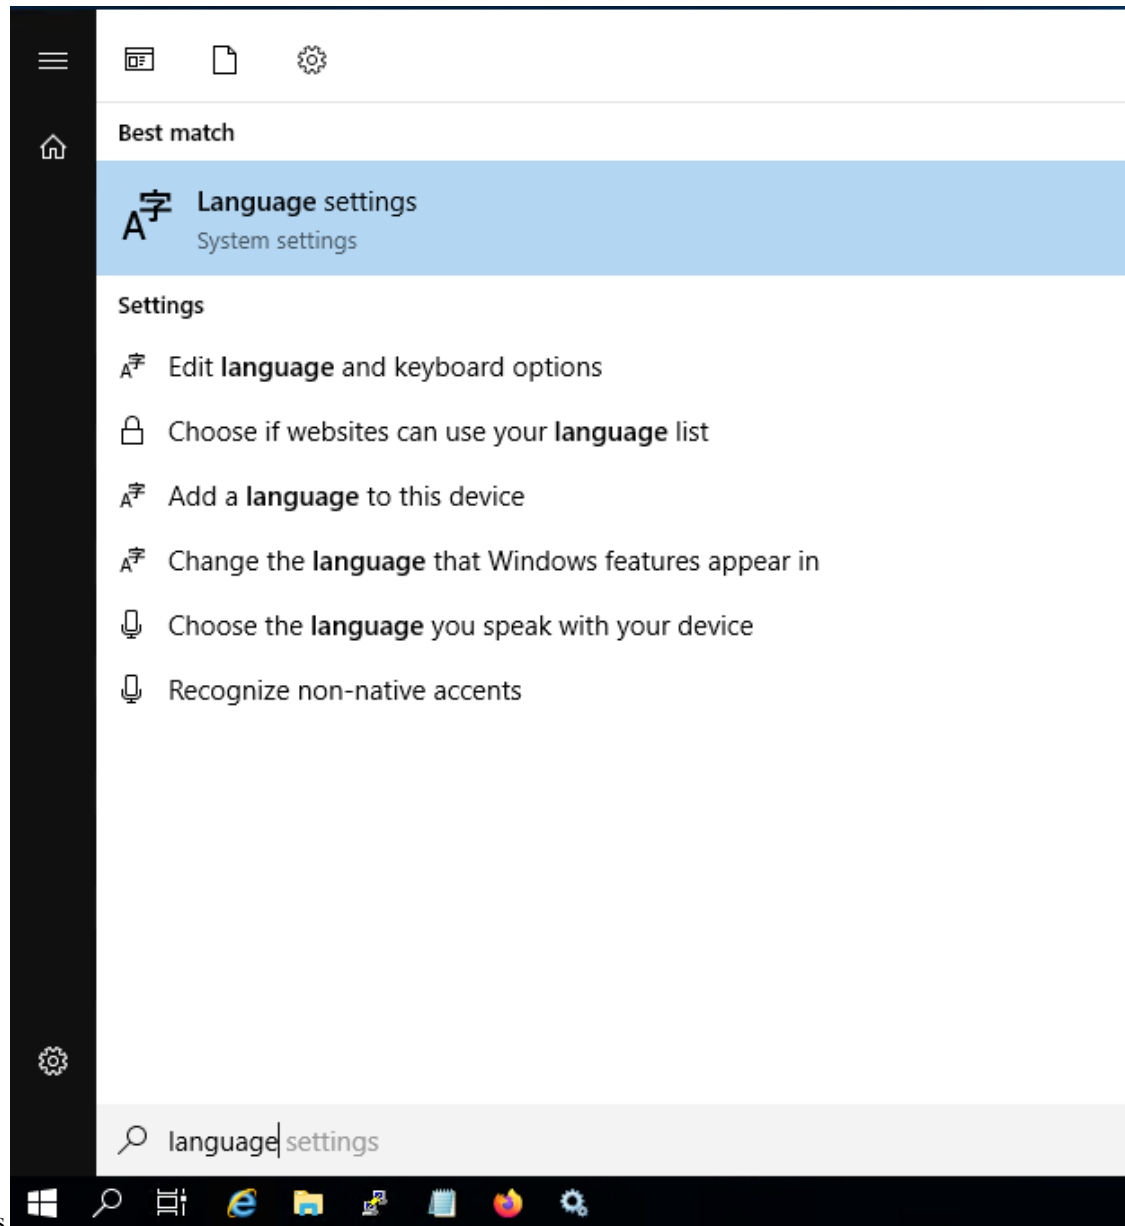 Best match
Language settings
System settings
Settings
Edit language and keyboard options
Choose if websites can use your language list
Add a language to this device
Change the language that Windows features appear in
Choose the language you speak with your device
Recognize non-native accents
language settings
s